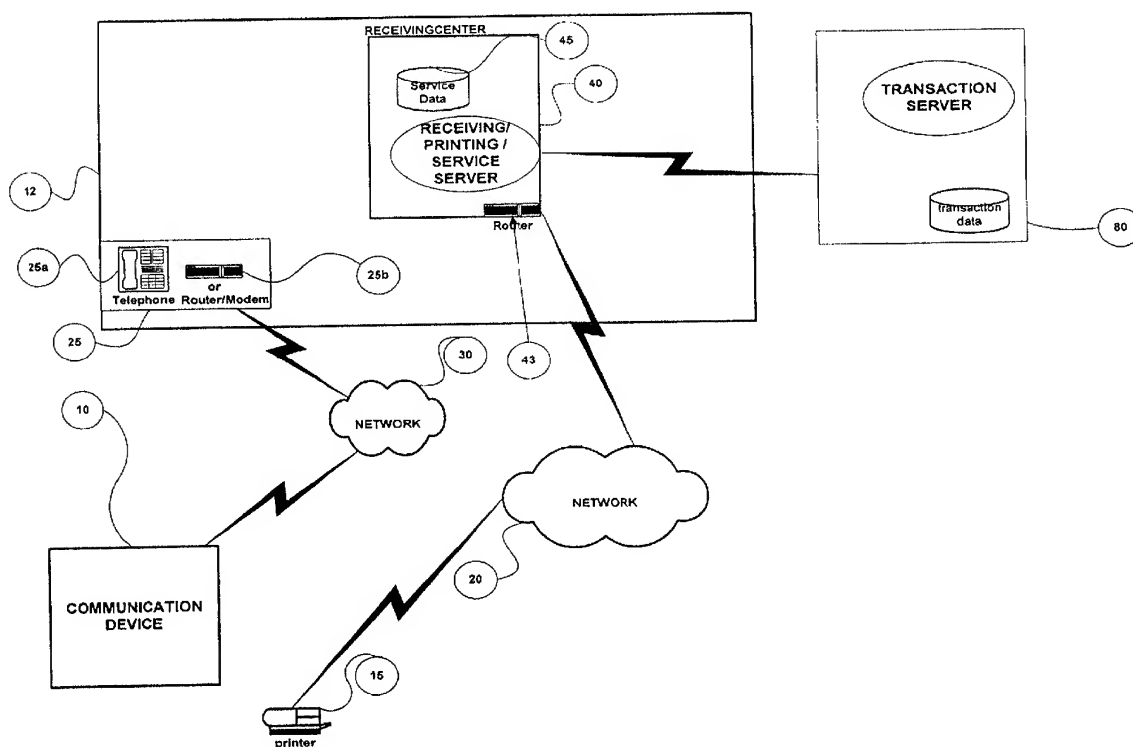 RECEIVINGCENTER
45
Service
Data
40
RECEIVING/
PRINTING /
SERVICE
SERVER
Router
TRANSACTION
SERVER
transaction
data
80
12
25a
Telephone
or
Router/Modem
25b
25
30
43
10
NETWORK
NETWORK
20
COMMUNICATION
DEVICE
15
printer